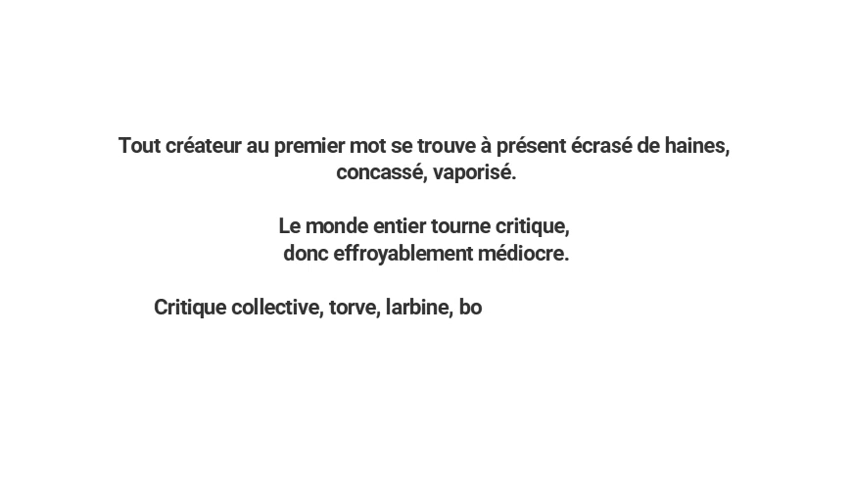 Tout créateur au premier mot se trouve à présent écrasé de haines,
concassé, vaporisé.
Le monde entier tourne critique,
donc effroyablement médiocre.
Critique collective, torve, larbine, bo